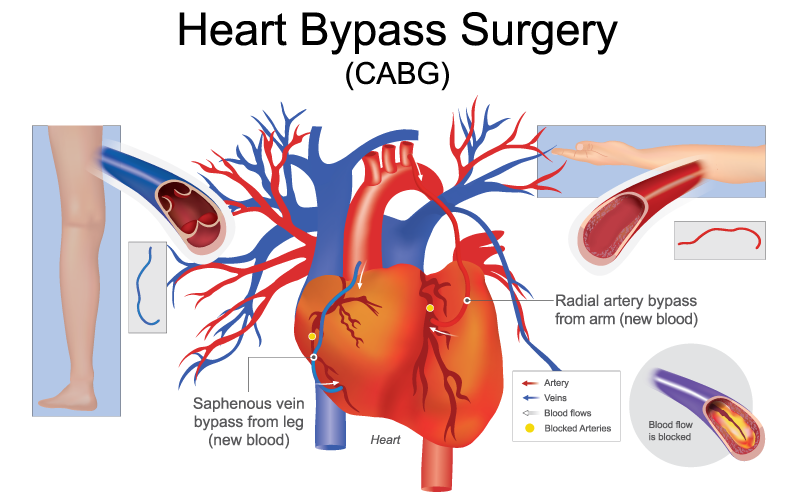 Heart Bypass Surgery
(CABG)
Radial artery bypass
from arm (new blood)
Saphenous vein
bypass from leg
(new blood)
Heart
Artery
Veins
Blood flows
Blocked Arteries
Blood flow
is blocked